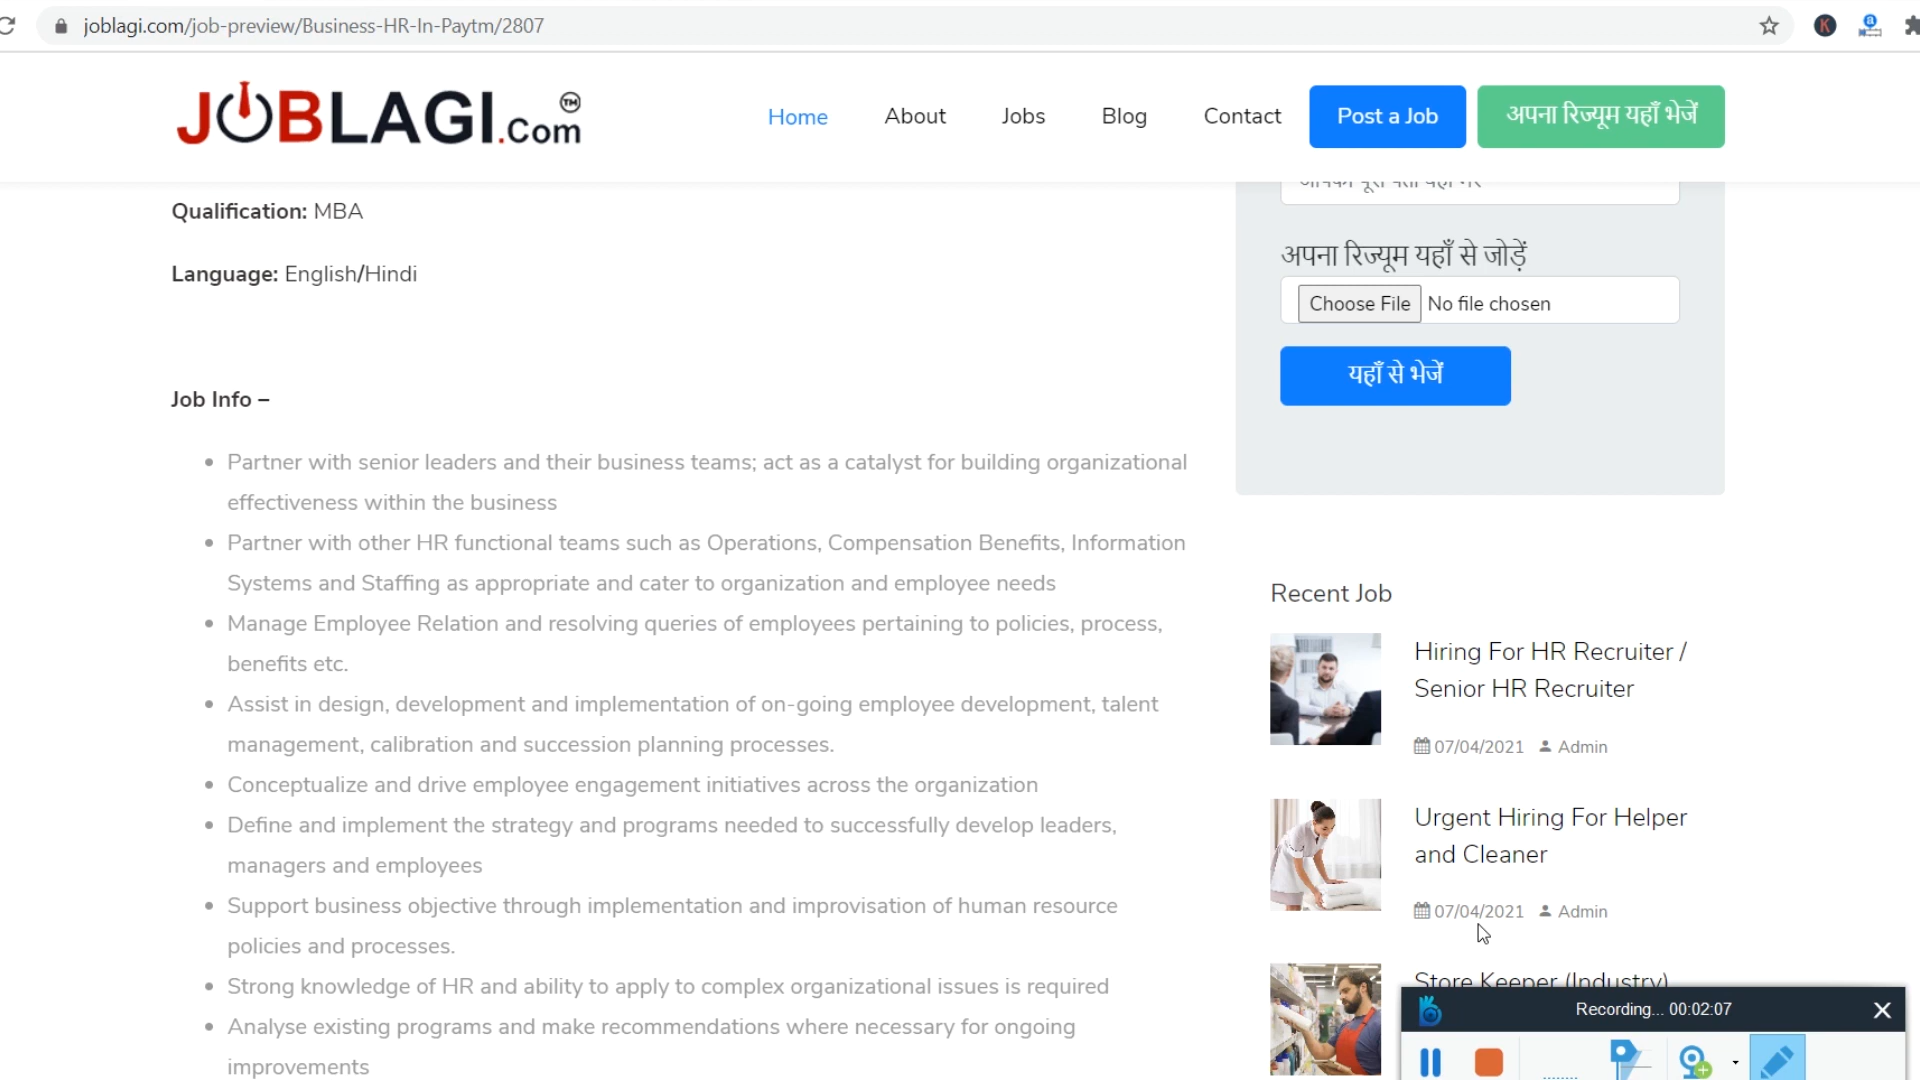 joblagi.com/job-preview/Business-HR-In-Paytm/2807
JOBLAGI.Com TM
Home
About
Jobs
Blog
Contact
Post a Job
अपना रिज्यूम यहाँ भेजें
Qualification: MBA
Language: English/Hindi
Job Info –
Partner with senior leaders and their business teams; act as a catalyst for building organizational
effectiveness within the business
Partner with other HR functional teams such as Operations, Compensation Benefits, Information
Systems and Staffing as appropriate and cater to organization and employee needs
Manage Employee Relation and resolving queries of employees pertaining to policies, process,
benefits etc.
Assist in design, development and implementation of on-going employee development, talent
management, calibration and succession planning processes.
Conceptualize and drive employee engagement initiatives across the organization
Define and implement the strategy and programs needed to successfully develop leaders,
managers and employees
Support business objective through implementation and improvisation of human resource
policies and processes.
Strong knowledge of HR and ability to apply to complex organizational issues is required
Analyse existing programs and make recommendations where necessary for ongoing
improvements
अपना रिज्यूम यहाँ से जोड़ें
Choose File No file chosen
यहाँ से भेजें
Recent Job
Hiring For HR Recruiter /
Senior HR Recruiter
07/04/2021 Admin
Urgent Hiring For Helper
and Cleaner
07/04/2021 Admin
Store Keeper (Industry)
Recording... 00:02:07